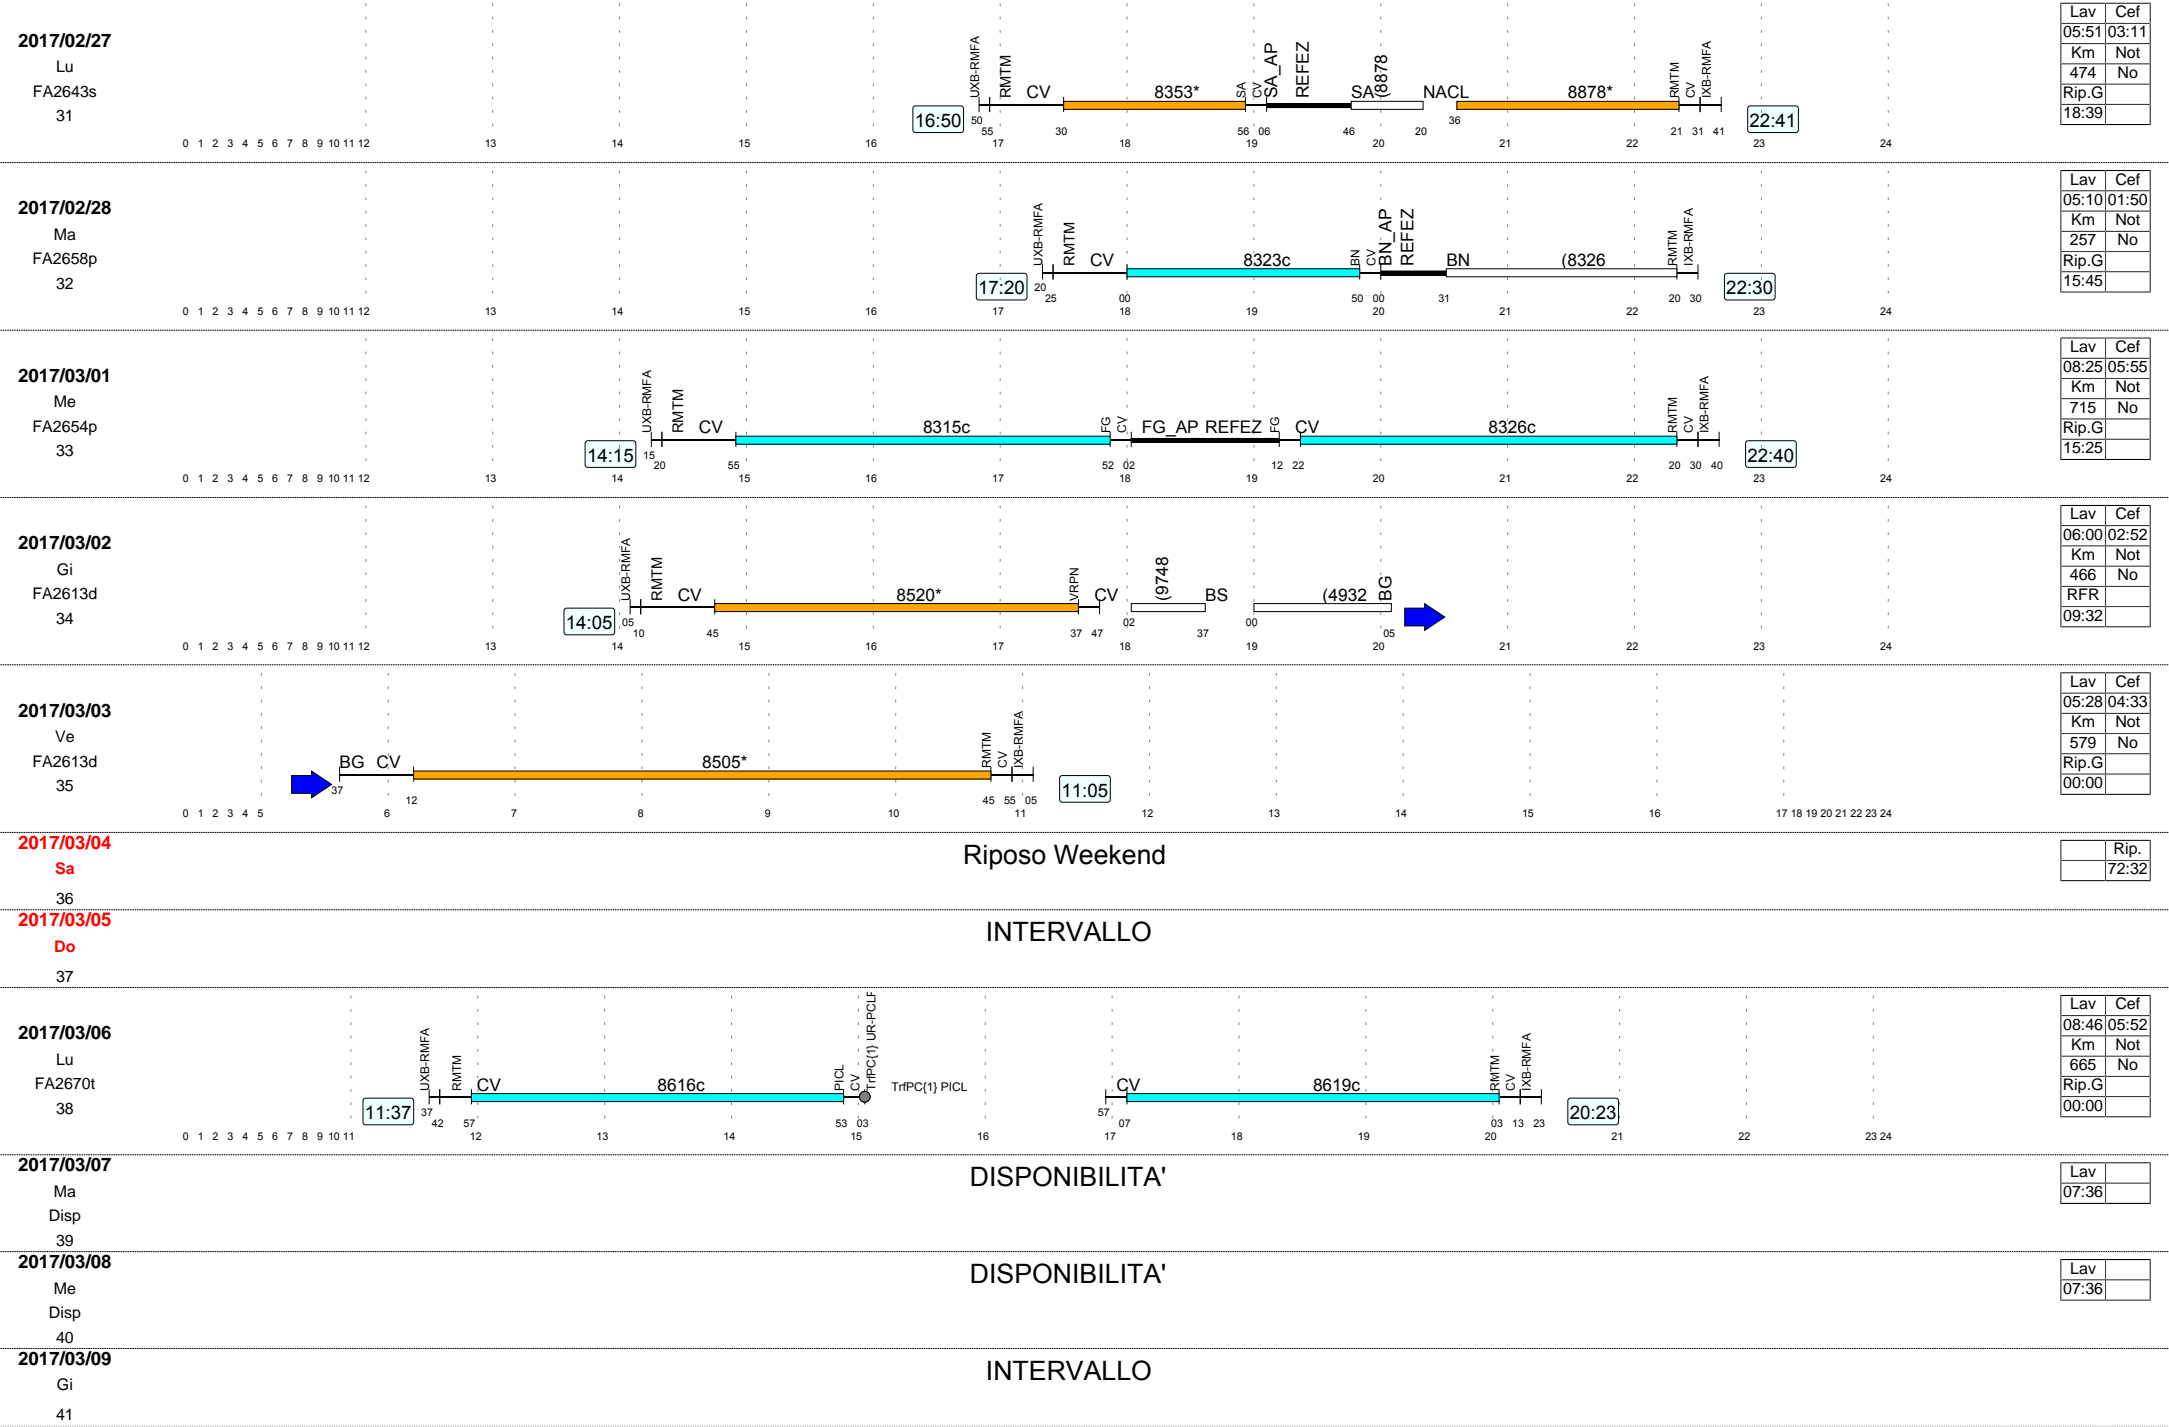 2017/02/27
Lu
FA2643s
31
16:50
UXB-RMFA RMTM CV 8353* SA CV SA_AP REFEZ SA (8878 NACL 8878* RMTM CV IXB-RMFA
50 55 30 56 06 46 20 36 21 31 41
22:41
0 1 2 3 4 5 6 7 8 9 10 11 12 13 14 15 16 17 18 19 20 21 22 23 24
Lav Cef
05:51 03:11
Km Not
474 No
Rip.G
18:39
2017/02/28
Ma
FA2658p
32
17:20
UXB-RMFA RMTM CV 8323c BN CV BN_AP REFEZ BN (8326 RMTM IXB-RMFA
20 25 00 50 00 31 20 30
22:30
0 1 2 3 4 5 6 7 8 9 10 11 12 13 14 15 16 17 18 19 20 21 22 23 24
Lav Cef
05:10 01:50
Km Not
257 No
Rip.G
15:45
2017/03/01
Me
FA2654p
33
14:15
UXB-RMFA RMTM CV 8315c FG CV FG_AP REFEZ FG CV 8326c RMTM CV IXB-RMFA
15 20 55 52 02 12 22 20 30 40
22:40
0 1 2 3 4 5 6 7 8 9 10 11 12 13 14 15 16 17 18 19 20 21 22 23 24
Lav Cef
08:25 05:55
Km Not
715 No
Rip.G
15:25
2017/03/02
Gi
FA2613d
34
14:05
UXB-RMFA RMTM CV 8520* VRPN CV (9748 BS (4932 BG
05 10 45 37 47 02 37 00 05
0 1 2 3 4 5 6 7 8 9 10 11 12 13 14 15 16 17 18 19 20 21 22 23 24
Lav Cef
06:00 02:52
Km Not
466 No
RFR
09:32
2017/03/03
Ve
FA2613d
35
BG CV 8505* RMTM CV IXB-RMFA
37 12 45 55 05
11:05
0 1 2 3 4 5 6 7 8 9 10 11 12 13 14 15 16 17 18 19 20 21 22 23 24
Lav Cef
05:28 04:33
Km Not
579 No
Rip.G
00:00
2017/03/04
Sa
36
Riposo Weekend
Rip.
72:32
2017/03/05
Do
37
INTERVALLO
2017/03/06
Lu
FA2670t
38
11:37
UXB-RMFA RMTM CV 8616c PICL CV TrfPC{1} UR-PCLF TrfPC{1} PICL CV 8619c RMTM CV IXB-RMFA
37 42 57 53 03 57 07 03 13 23
20:23
0 1 2 3 4 5 6 7 8 9 10 11 12 13 14 15 16 17 18 19 20 21 22 23 24
Lav Cef
08:46 05:52
Km Not
665 No
Rip.G
00:00
2017/03/07
Ma
Disp
39
DISPONIBILITA'
Lav
07:36
2017/03/08
Me
Disp
40
DISPONIBILITA'
Lav
07:36
2017/03/09
Gi
41
INTERVALLO